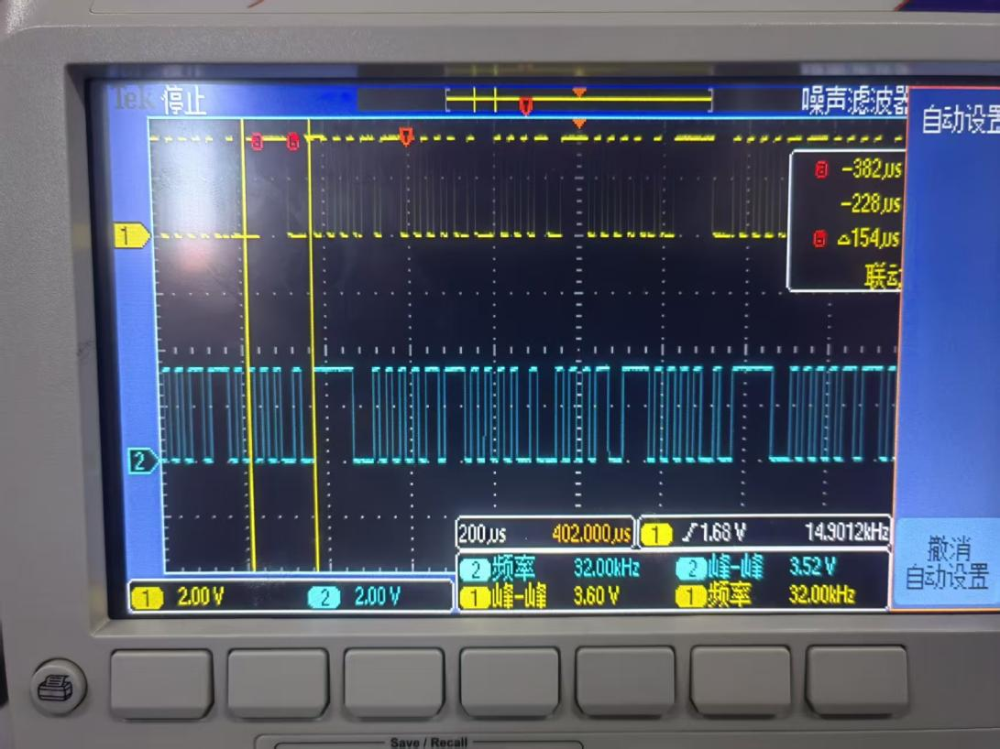 Tek 停止
噪声滤波器
自动设置
a -382µs
-228µs
b △154µs
联动
1
2
200µs 402.000µs
1 1.68 V 14.9012kHz
2 频率 32.00kHz 2 峰-峰 3.52 V
1 峰-峰 3.60 V 1 频率 32.00kHz
1 2.00 V 2 2.00 V
撤消
自动设置
Save / Recall